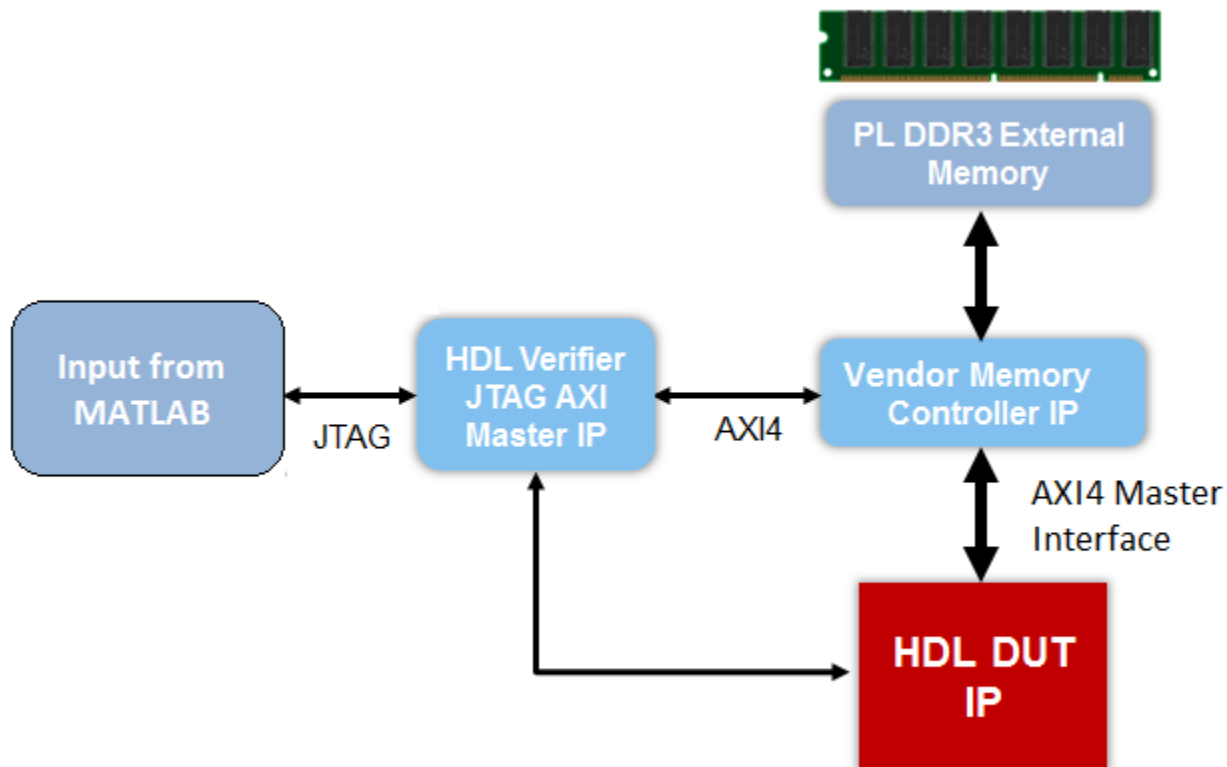 PL DDR3 External
Memory
Input from
MATLAB
JTAG
HDL Verifier
JTAG AXI
Master IP
AXI4
Vendor Memory
Controller IP
AXI4 Master
Interface
HDL DUT
IP